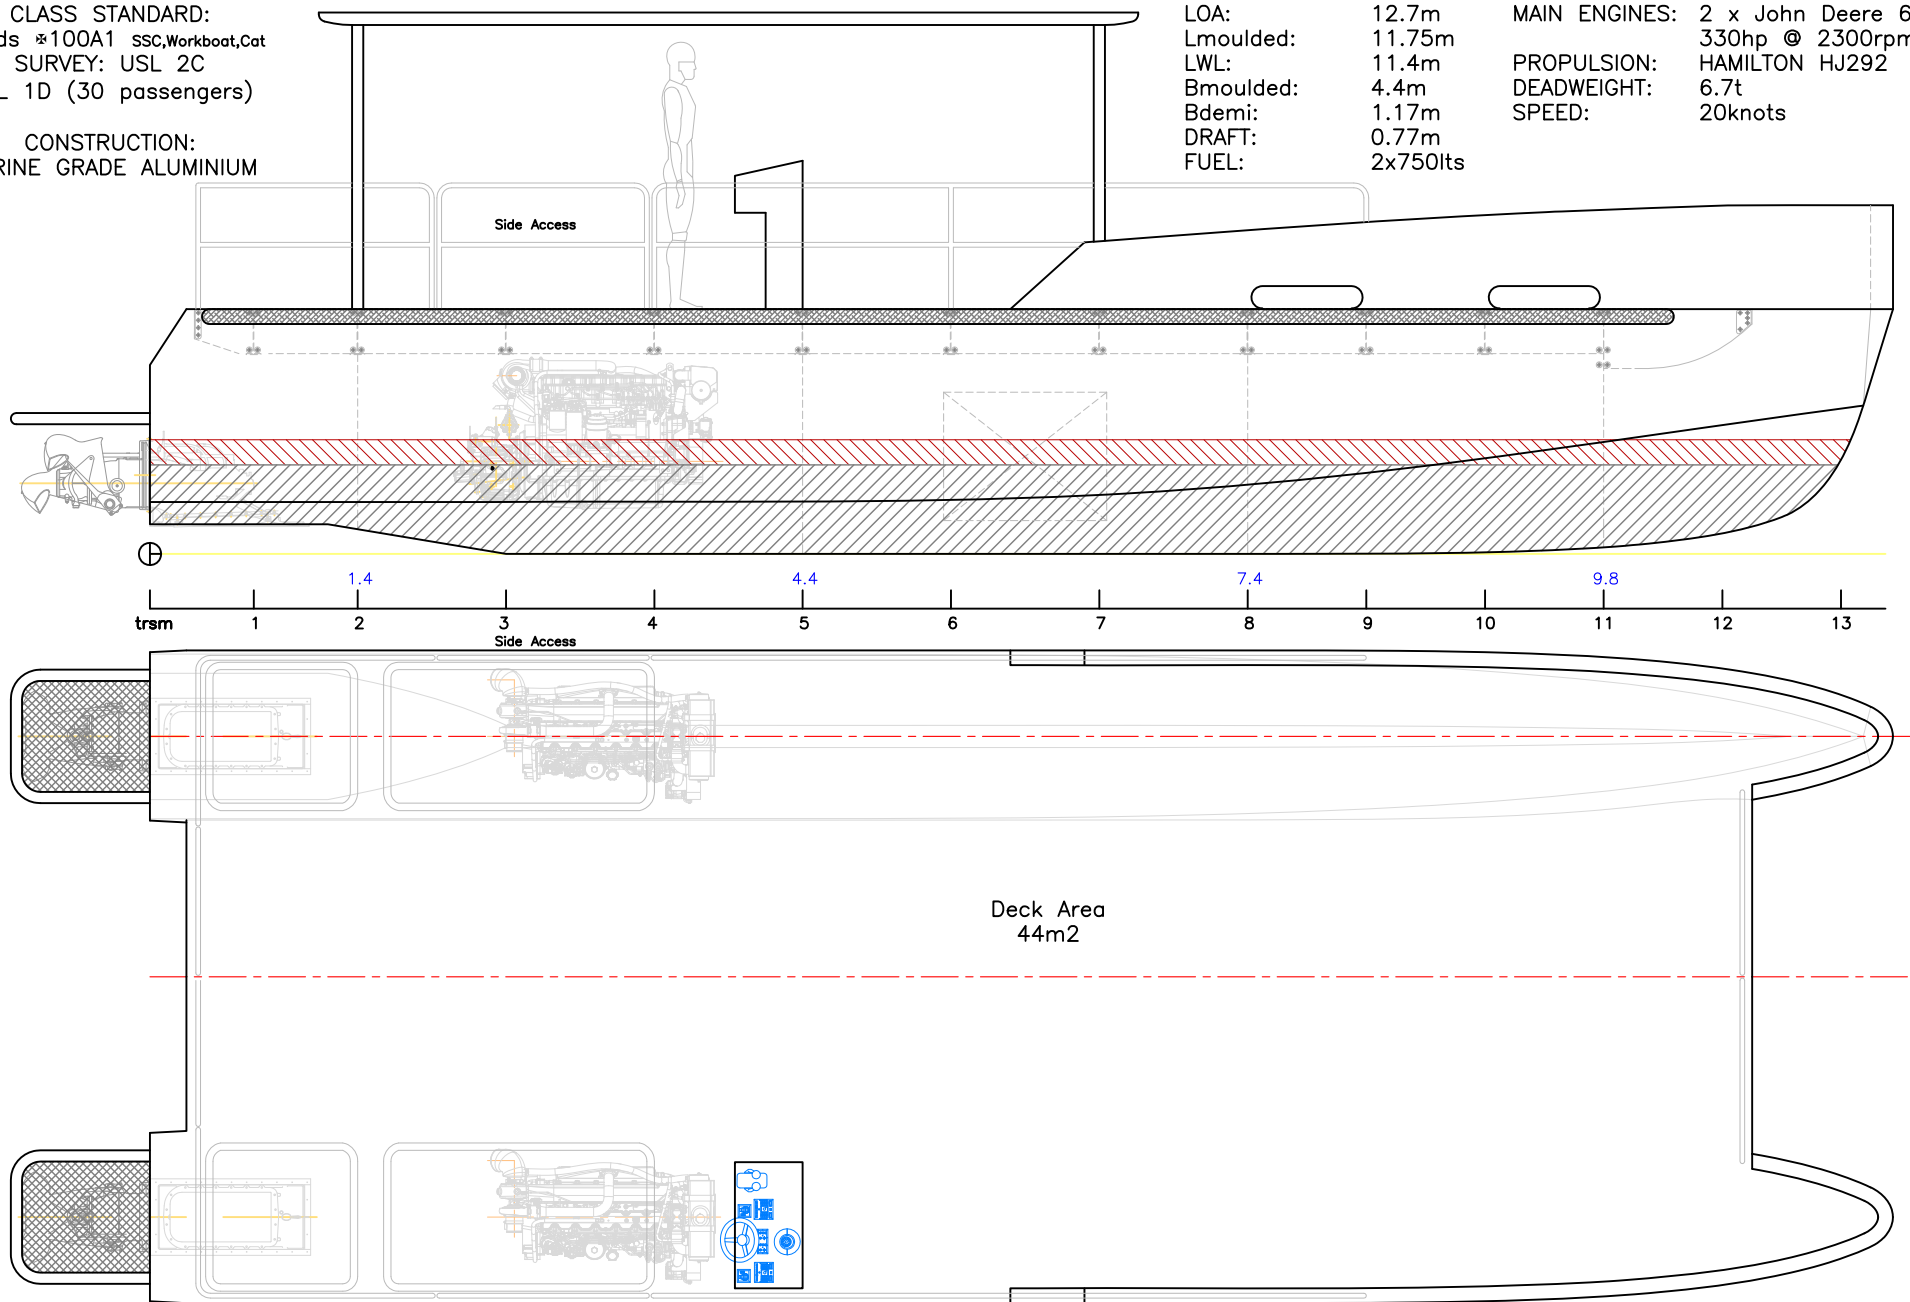 CLASS STANDARD:
ds ✠100A1 SSC,Workboat,Cat
SURVEY: USL 2C
L 1D (30 passengers)
CONSTRUCTION:
RINE GRADE ALUMINIUM
LOA: 12.7m
Lmoulded: 11.75m
LWL: 11.4m
Bmoulded: 4.4m
Bdemi: 1.17m
DRAFT: 0.77m
FUEL: 2x750lts
MAIN ENGINES: 2 x John Deere 6
330hp @ 2300rpm
PROPULSION: HAMILTON HJ292
DEADWEIGHT: 6.7t
SPEED: 20knots
Side Access
1.4 4.4 7.4 9.8
trsm 1 2 3 4 5 6 7 8 9 10 11 12 13
Side Access
Deck Area
44m2